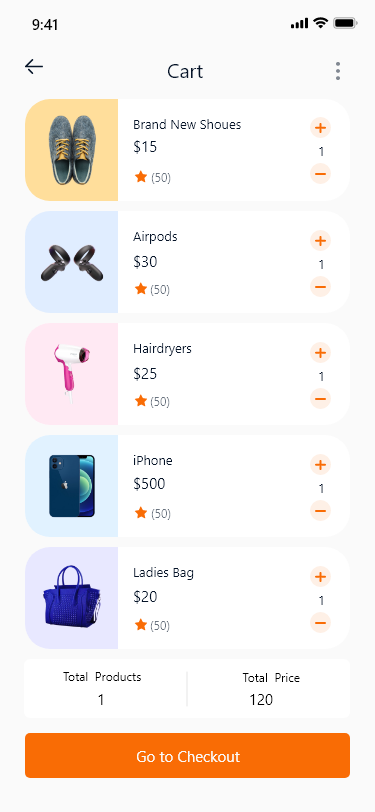 9:41
Cart
Brand New Shoues
$15
(50)
1
Airpods
$30
(50)
1
Hairdryers
$25
(50)
1
iPhone
$500
(50)
1
Ladies Bag
$20
(50)
1
Total Products
1
Total Price
120
Go to Checkout